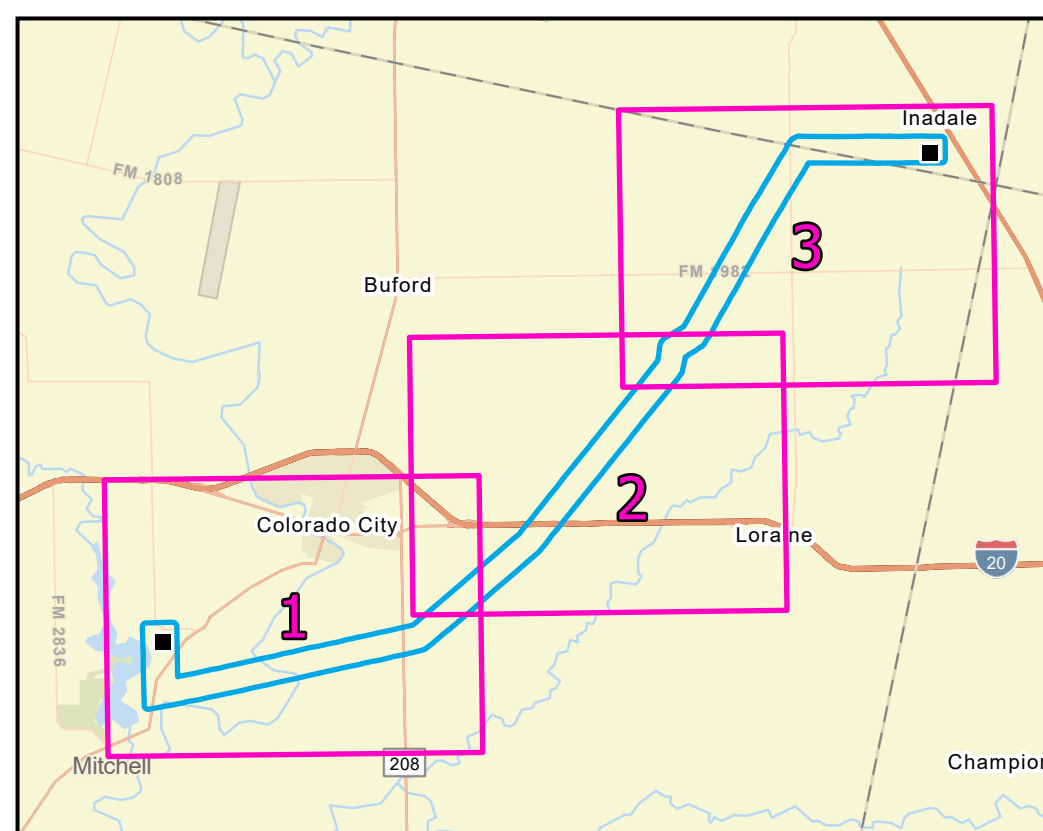 Inadale
FM 1808
3
FM 1982
Buford
2
Colorado City
Loraine
20
1
FM 2836
Mitchell
208
Champion